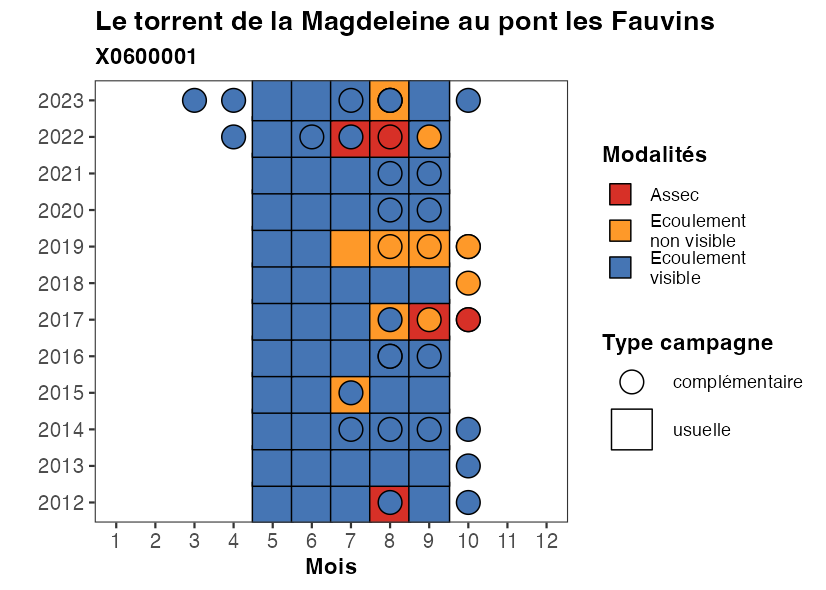 Le torrent de la Magdeleine au pont les Fauvins
X0600001
2023
2022
2021
2020
2019
2018
2017
2016
2015
2014
2013
2012
1 2 3 4 5 6 7 8 9 10 11 12
Mois
Modalités
Assec
Ecoulement
non visible
Ecoulement
visible
Type campagne
complémentaire
usuelle